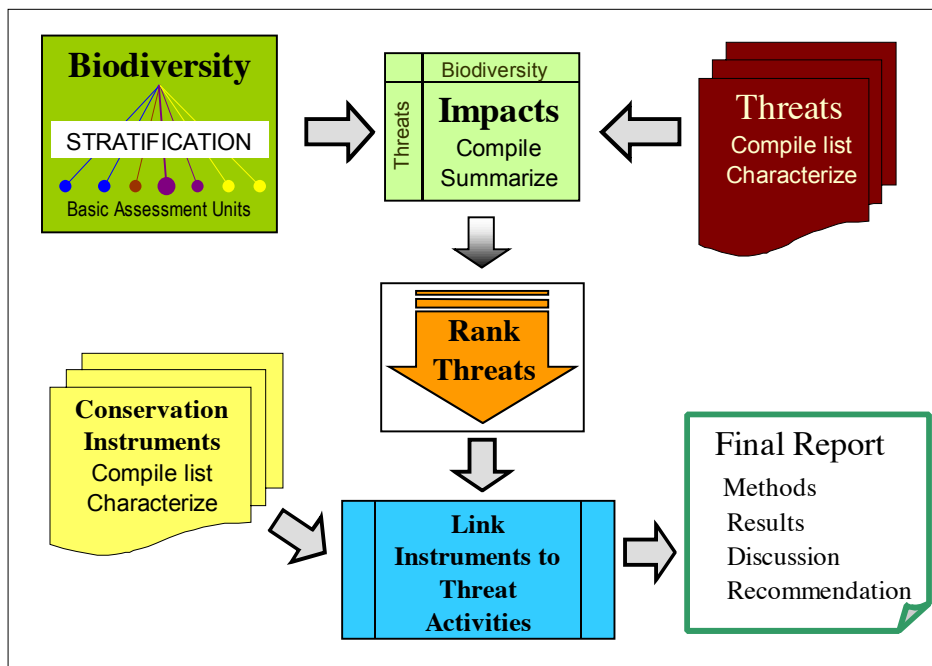 Biodiversity
STRATIFICATION
Basic Assessment Units
Biodiversity
Threats
Impacts
Compile
Summarize
Threats
Compile list
Characterize
Rank
Threats
Conservation
Instruments
Compile list
Characterize
Link
Instruments to
Threat
Activities
Final Report
Methods
Results
Discussion
Recommendation